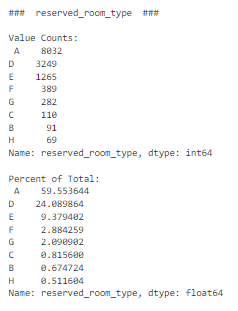 ###  reserved_room_type  ###
Value Counts:
A    8032
D    3249
E    1265
F     389
G     282
C     110
B      91
H      69
Name: reserved_room_type, dtype: int64
Percent of Total:
A    59.553644
D    24.089864
E     9.379402
F     2.884259
G     2.090902
C     0.815600
B     0.674724
H     0.511604
Name: reserved_room_type, dtype: float64